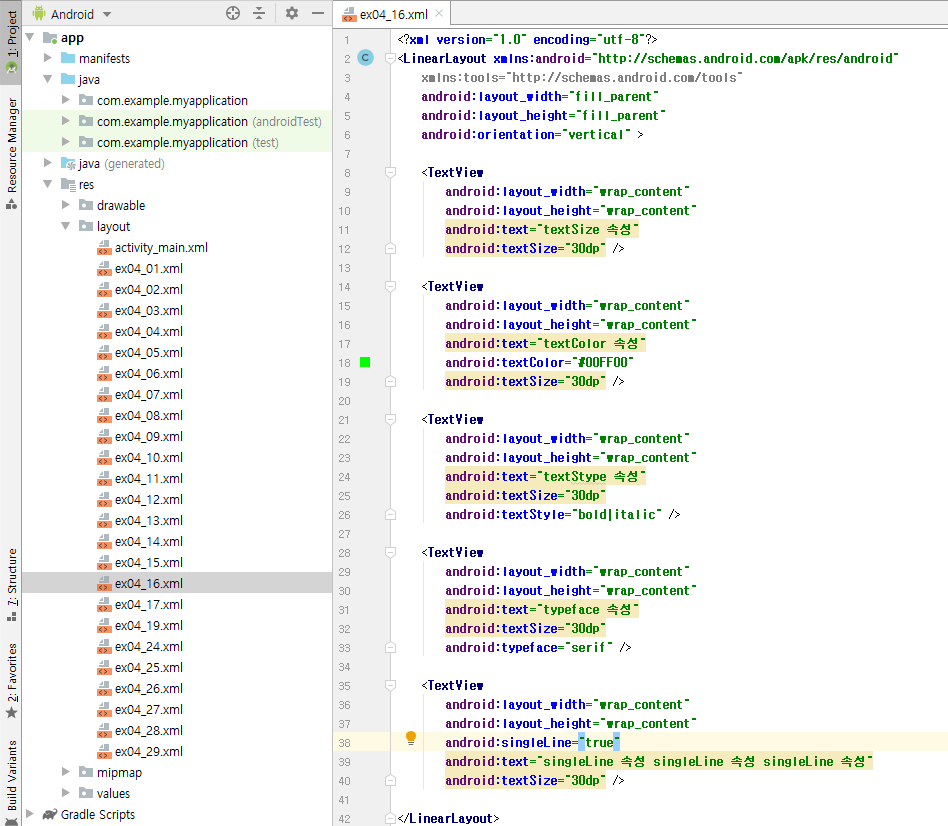 1: Project
Resource Manager
7: Structure
2: Favorites
Build Variants
Android
app
manifests
java
com.example.myapplication
com.example.myapplication (androidTest)
com.example.myapplication (test)
java (generated)
res
drawable
layout
activity_main.xml
ex04_01.xml
ex04_02.xml
ex04_03.xml
ex04_04.xml
ex04_05.xml
ex04_06.xml
ex04_07.xml
ex04_08.xml
ex04_09.xml
ex04_10.xml
ex04_11.xml
ex04_12.xml
ex04_13.xml
ex04_14.xml
ex04_15.xml
ex04_16.xml
ex04_17.xml
ex04_19.xml
ex04_24.xml
ex04_25.xml
ex04_26.xml
ex04_27.xml
ex04_28.xml
ex04_29.xml
mipmap
values
Gradle Scripts
ex04_16.xml
1 <?xml version="1.0" encoding="utf-8"?>
2 C <LinearLayout xmlns:android="http://schemas.android.com/apk/res/android"
3 xmlns:tools="http://schemas.android.com/tools"
4 android:layout_width="fill_parent"
5 android:layout_height="fill_parent"
6 android:orientation="vertical" >
7
8 <TextView
9 android:layout_width="wrap_content"
10 android:layout_height="wrap_content"
11 android:text="textSize 속성"
12 android:textSize="30dp" />
13
14 <TextView
15 android:layout_width="wrap_content"
16 android:layout_height="wrap_content"
17 android:text="textColor 속성"
18 android:textColor="#00FF00"
19 android:textSize="30dp" />
20
21 <TextView
22 android:layout_width="wrap_content"
23 android:layout_height="wrap_content"
24 android:text="textStype 속성"
25 android:textSize="30dp"
26 android:textStyle="bold|italic" />
27
28 <TextView
29 android:layout_width="wrap_content"
30 android:layout_height="wrap_content"
31 android:text="typeface 속성"
32 android:textSize="30dp"
33 android:typeface="serif" />
34
35 <TextView
36 android:layout_width="wrap_content"
37 android:layout_height="wrap_content"
38 android:singleLine="true"
39 android:text="singleLine 속성 singleLine 속성 singleLine 속성"
40 android:textSize="30dp" />
41
42 </LinearLayout>